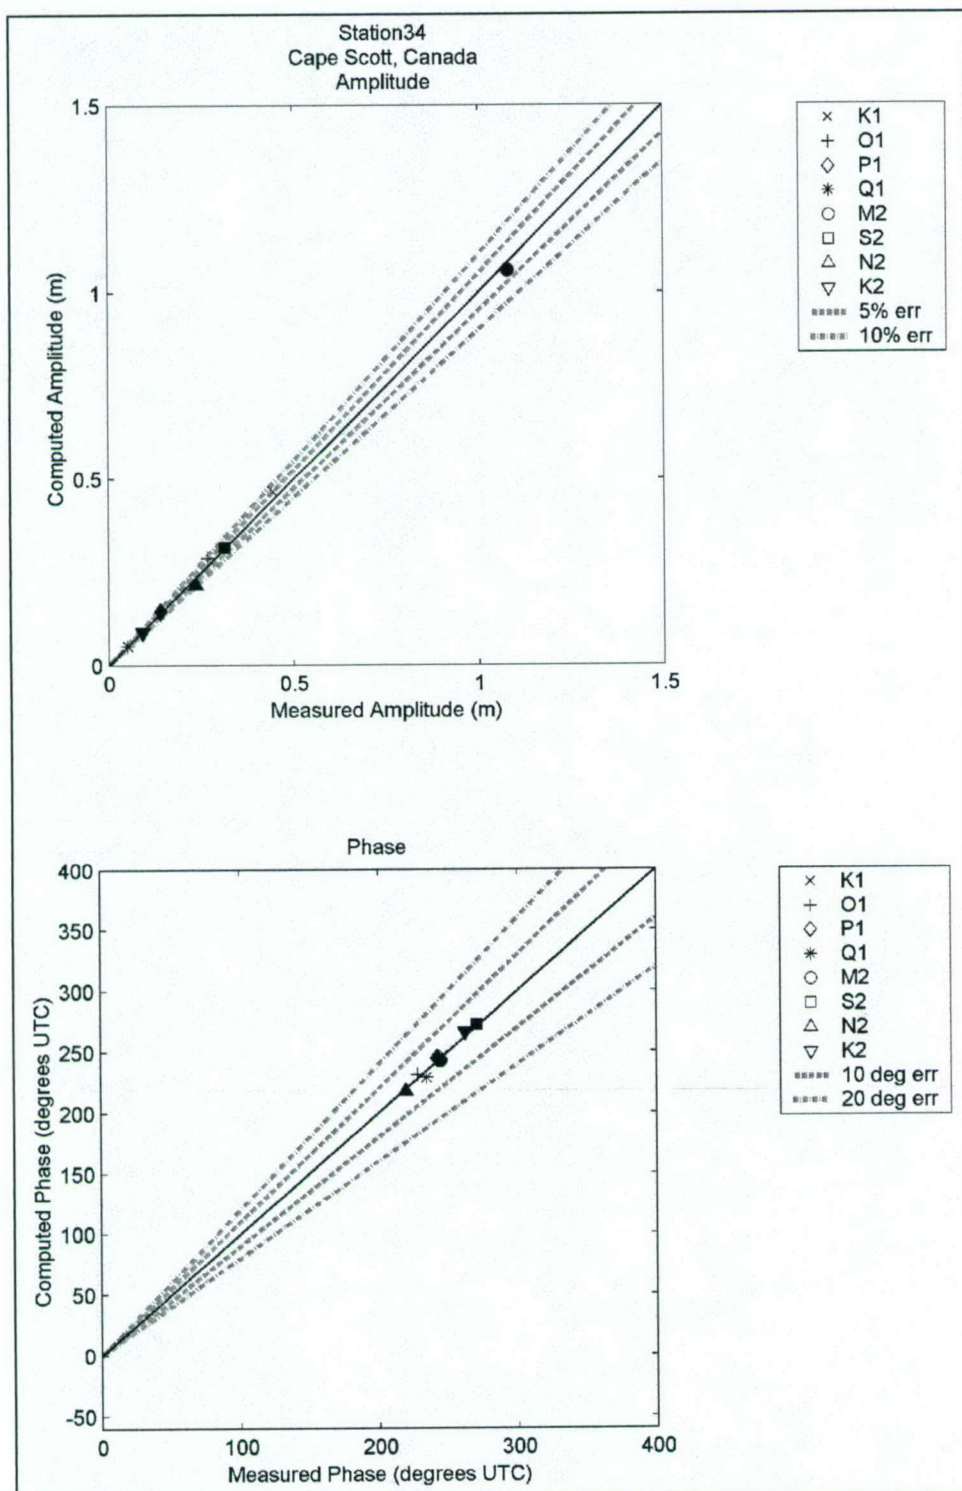 Station34
Cape Scott, Canada
Amplitude
1.5
1
0.5
0
0
0.5
1
1.5
Computed Amplitude (m)
Measured Amplitude (m)
K1
O1
P1
Q1
M2
S2
N2
K2
5% err
10% err
Phase
400
350
300
250
200
150
100
50
0
-50
0
100
200
300
400
Computed Phase (degrees UTC)
Measured Phase (degrees UTC)
K1
O1
P1
Q1
M2
S2
N2
K2
10 deg err
20 deg err